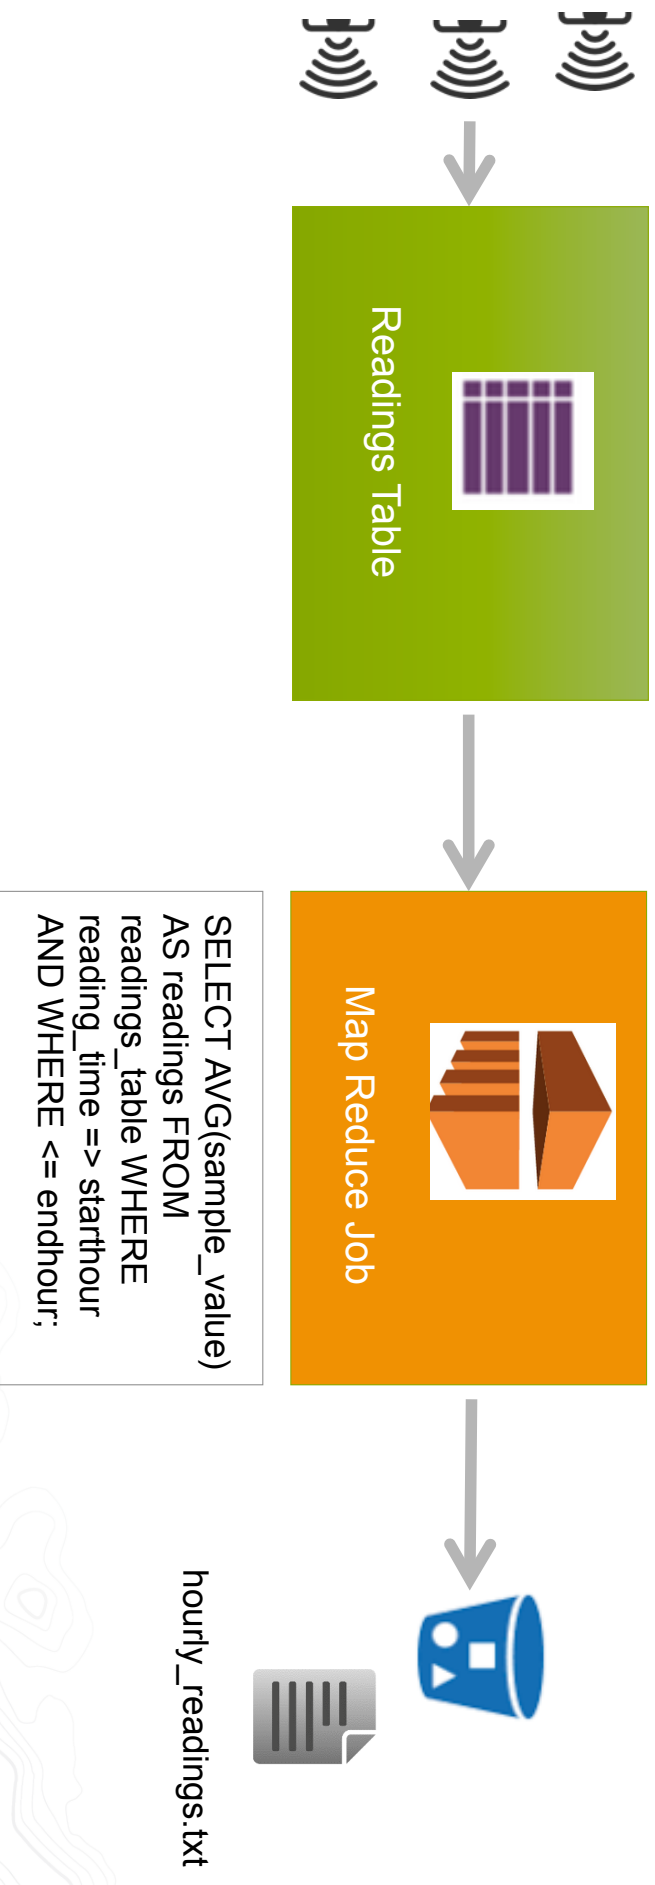 Readings Table
Map Reduce Job
SELECT AVG(sample_value)
AS readings FROM
readings_table WHERE
reading_time => starthour
AND WHERE <= endhour;
hourly_readings.txt